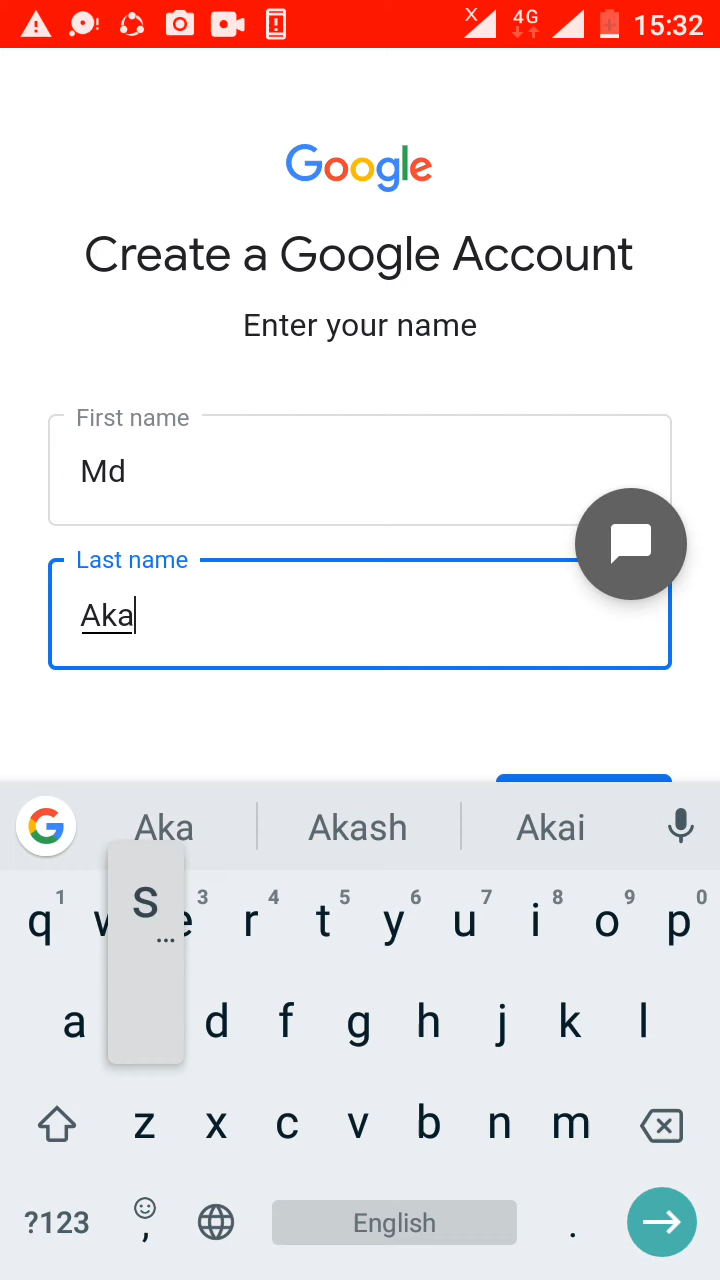 X 4G 15:32
Google
Create a Google Account
Enter your name
First name
Md
Last name
Aka
G Aka Akash Akai
1 3 4 5 6 7 8 9 0
q w e r t y u i o p
S
...
a d f g h j k l
z x c v b n m
?123 , English .